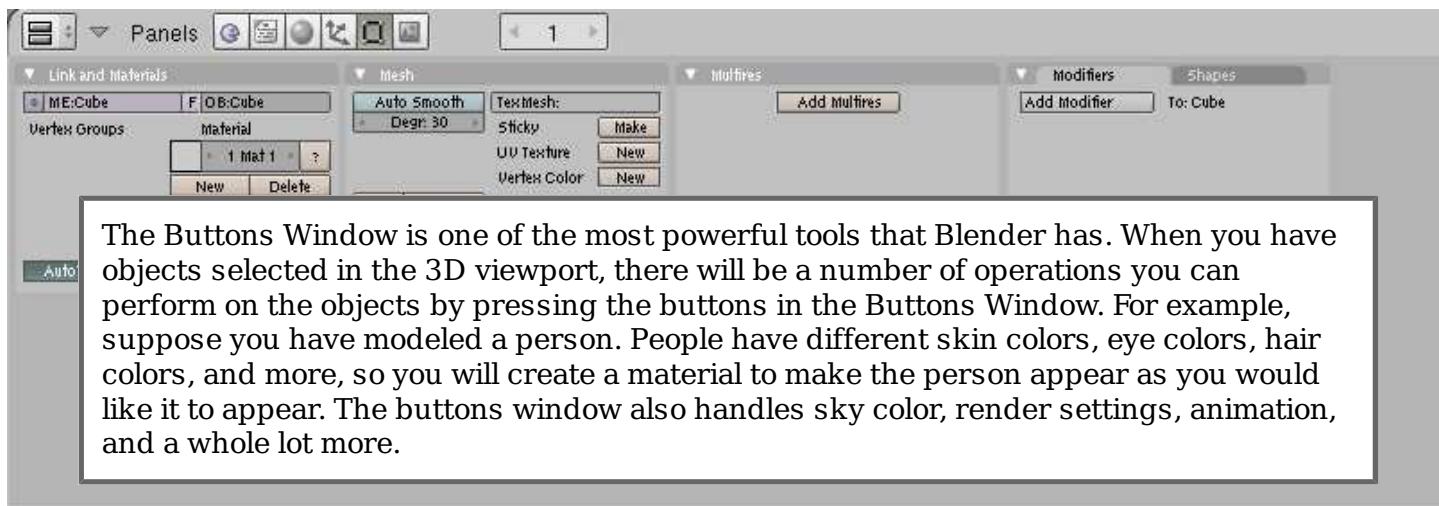 Panels 1
Link and Materials Mesh Multires Modifiers Shapes
ME:Cube F OB:Cube Auto Smooth TexMesh: Add Multires Add Modifier To: Cube
Vertex Groups Material Degr: 30 Sticky Make
1 Mat 1 ? UV Texture New
New Delete Vertex Color New
Auto
The Buttons Window is one of the most powerful tools that Blender has. When you have
objects selected in the 3D viewport, there will be a number of operations you can
perform on the objects by pressing the buttons in the Buttons Window. For example,
suppose you have modeled a person. People have different skin colors, eye colors, hair
colors, and more, so you will create a material to make the person appear as you would
like it to appear. The buttons window also handles sky color, render settings, animation,
and a whole lot more.